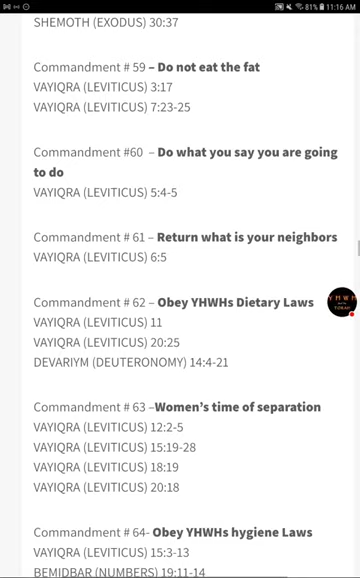 81% 11:16 AM
SHEMOTH (EXODUS) 30:37
Commandment # 59 – Do not eat the fat
VAYIQRA (LEVITICUS) 3:17
VAYIQRA (LEVITICUS) 7:23-25
Commandment #60 – Do what you say you are going
to do
VAYIQRA (LEVITICUS) 5:4-5
Commandment # 61 – Return what is your neighbors
VAYIQRA (LEVITICUS) 6:5
Commandment # 62 – Obey YHWHs Dietary Laws
VAYIQRA (LEVITICUS) 11
VAYIQRA (LEVITICUS) 20:25
DEVARIYM (DEUTERONOMY) 14:4-21
Commandment # 63 –Women’s time of separation
VAYIQRA (LEVITICUS) 12:2-5
VAYIQRA (LEVITICUS) 15:19-28
VAYIQRA (LEVITICUS) 18:19
VAYIQRA (LEVITICUS) 20:18
Commandment # 64- Obey YHWHs hygiene Laws
VAYIQRA (LEVITICUS) 15:3-13
BEMIDBAR (NUMBERS) 19:11-14